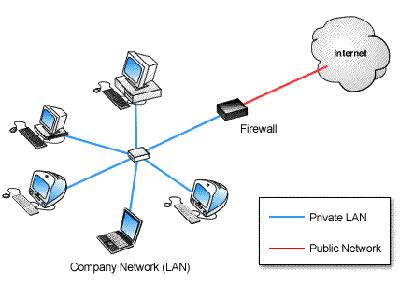 Internet
Firewall
Private LAN
Public Network
Company Network (LAN)